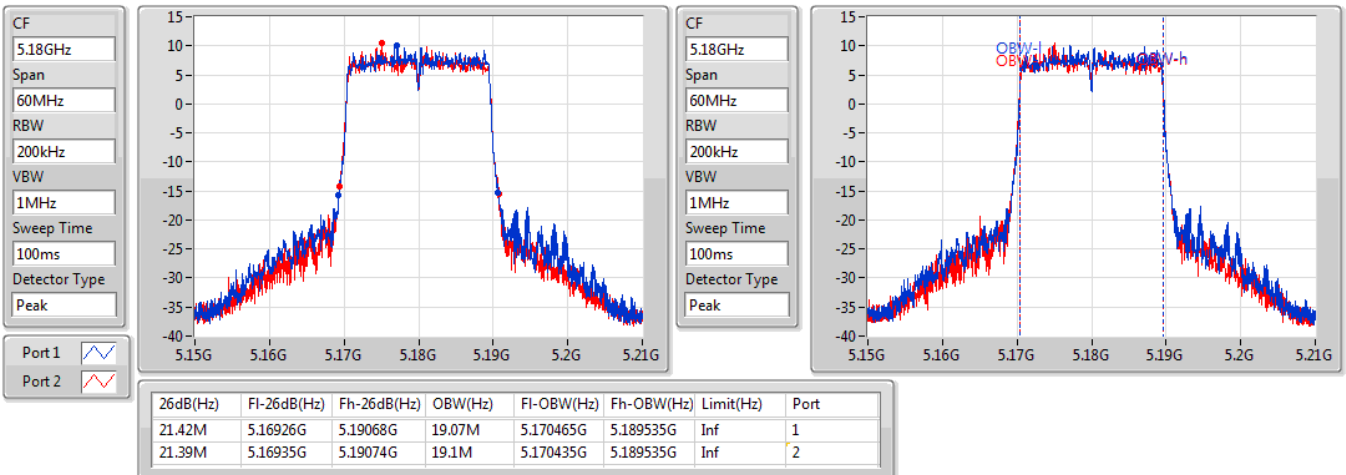 CF
5.18GHz
Span
60MHz
RBW
200kHz
VBW
1MHz
Sweep Time
100ms
Detector Type
Peak
15
10
5
0
-5
-10
-15
-20
-25
-30
-35
-40
5.15G 5.16G 5.17G 5.18G 5.19G 5.2G 5.21G
CF
5.18GHz
Span
60MHz
RBW
200kHz
VBW
1MHz
Sweep Time
100ms
Detector Type
Peak
15
10
5
0
-5
-10
-15
-20
-25
-30
-35
-40
OBW-l
OBW-h
5.15G 5.16G 5.17G 5.18G 5.19G 5.2G 5.21G
Port 1
Port 2
26dB(Hz) Fl-26dB(Hz) Fh-26dB(Hz) OBW(Hz) Fl-OBW(Hz) Fh-OBW(Hz) Limit(Hz) Port
21.42M 5.16926G 5.19068G 19.07M 5.170465G 5.189535G Inf 1
21.39M 5.16935G 5.19074G 19.1M 5.170435G 5.189535G Inf 2